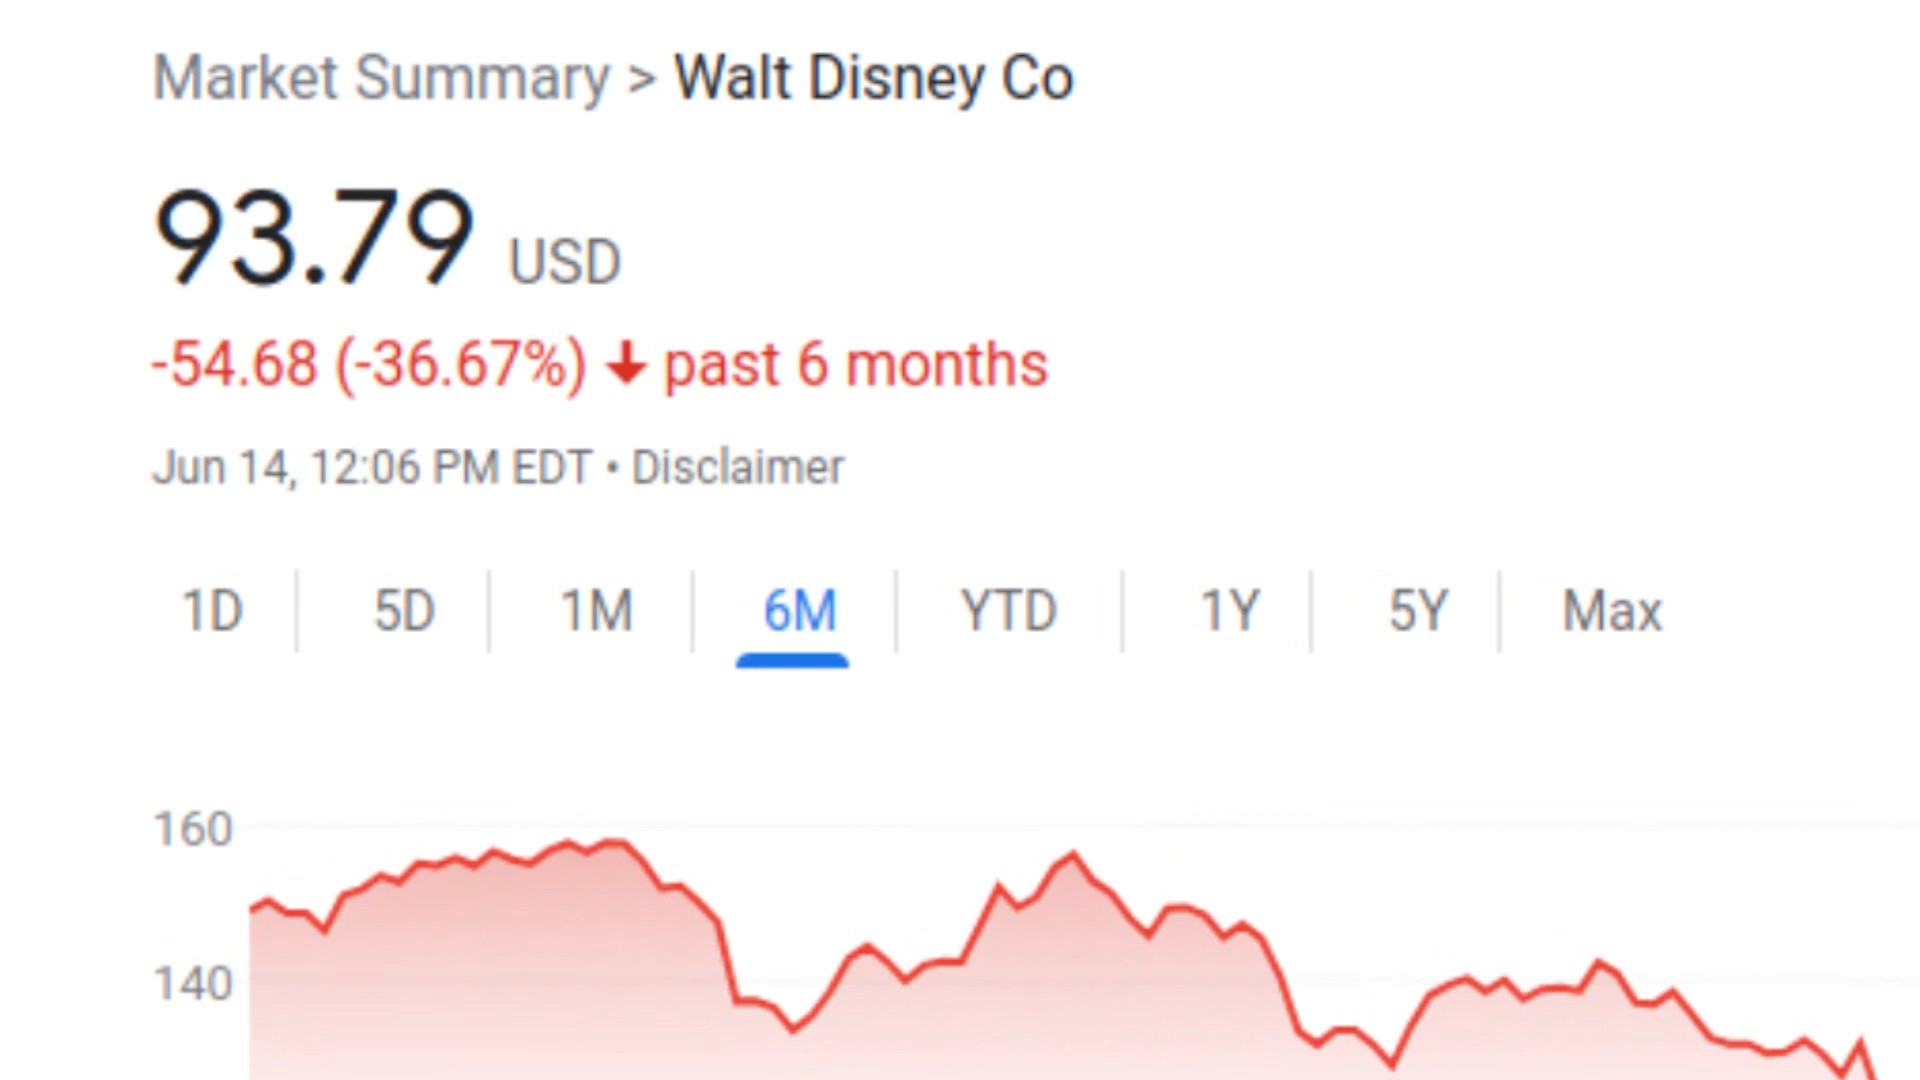 Market Summary > Walt Disney Co
93.79 USD
-54.68 (-36.67%) ↓ past 6 months
Jun 14, 12:06 PM EDT • Disclaimer
1D 5D 1M 6M YTD 1Y 5Y Max
160
140